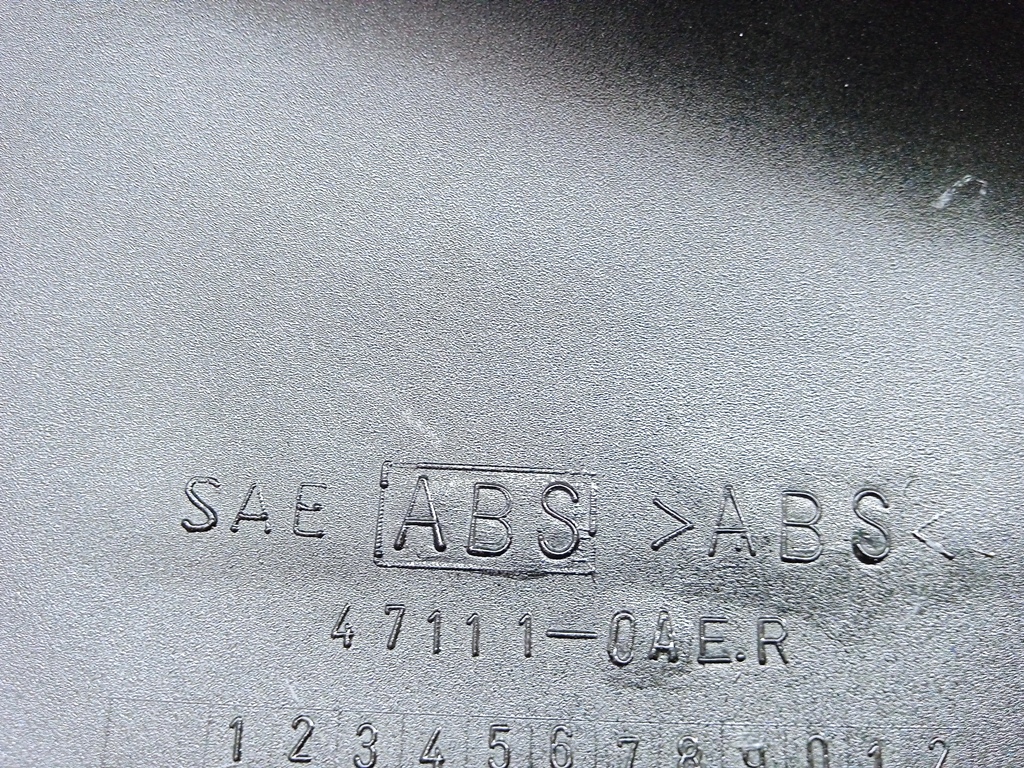 SAE ABS >ABS<
47111-0AE.R
1 2 3 4 5 6 7 8 9 0 1 2